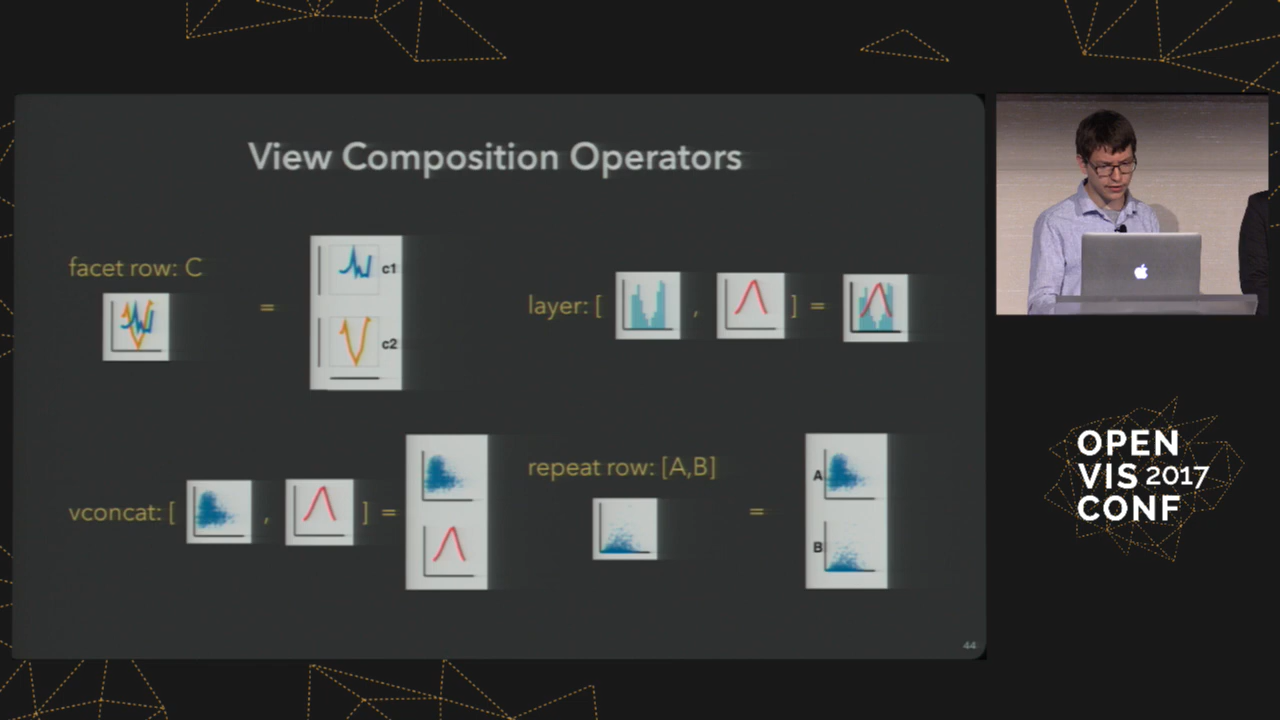 View Composition Operators
facet row: C
=
c1
c2
layer: [ , ] =
vconcat: [ , ] =
repeat row: [A,B]
=
A
B
44
OPEN
VIS 2017
CONF